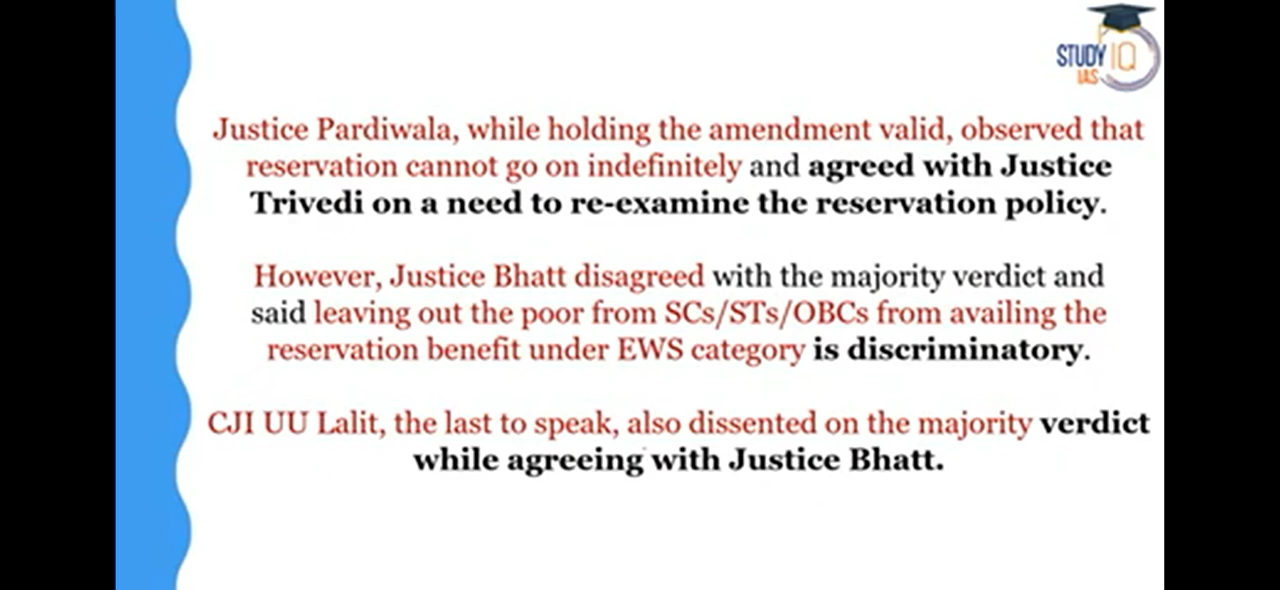 STUDY IQ
IAS
Justice Pardiwala, while holding the amendment valid, observed that
reservation cannot go on indefinitely and agreed with Justice
Trivedi on a need to re-examine the reservation policy.
However, Justice Bhatt disagreed with the majority verdict and
said leaving out the poor from SCs/STs/OBCs from availing the
reservation benefit under EWS category is discriminatory.
CJI UU Lalit, the last to speak, also dissented on the majority verdict
while agreeing with Justice Bhatt.